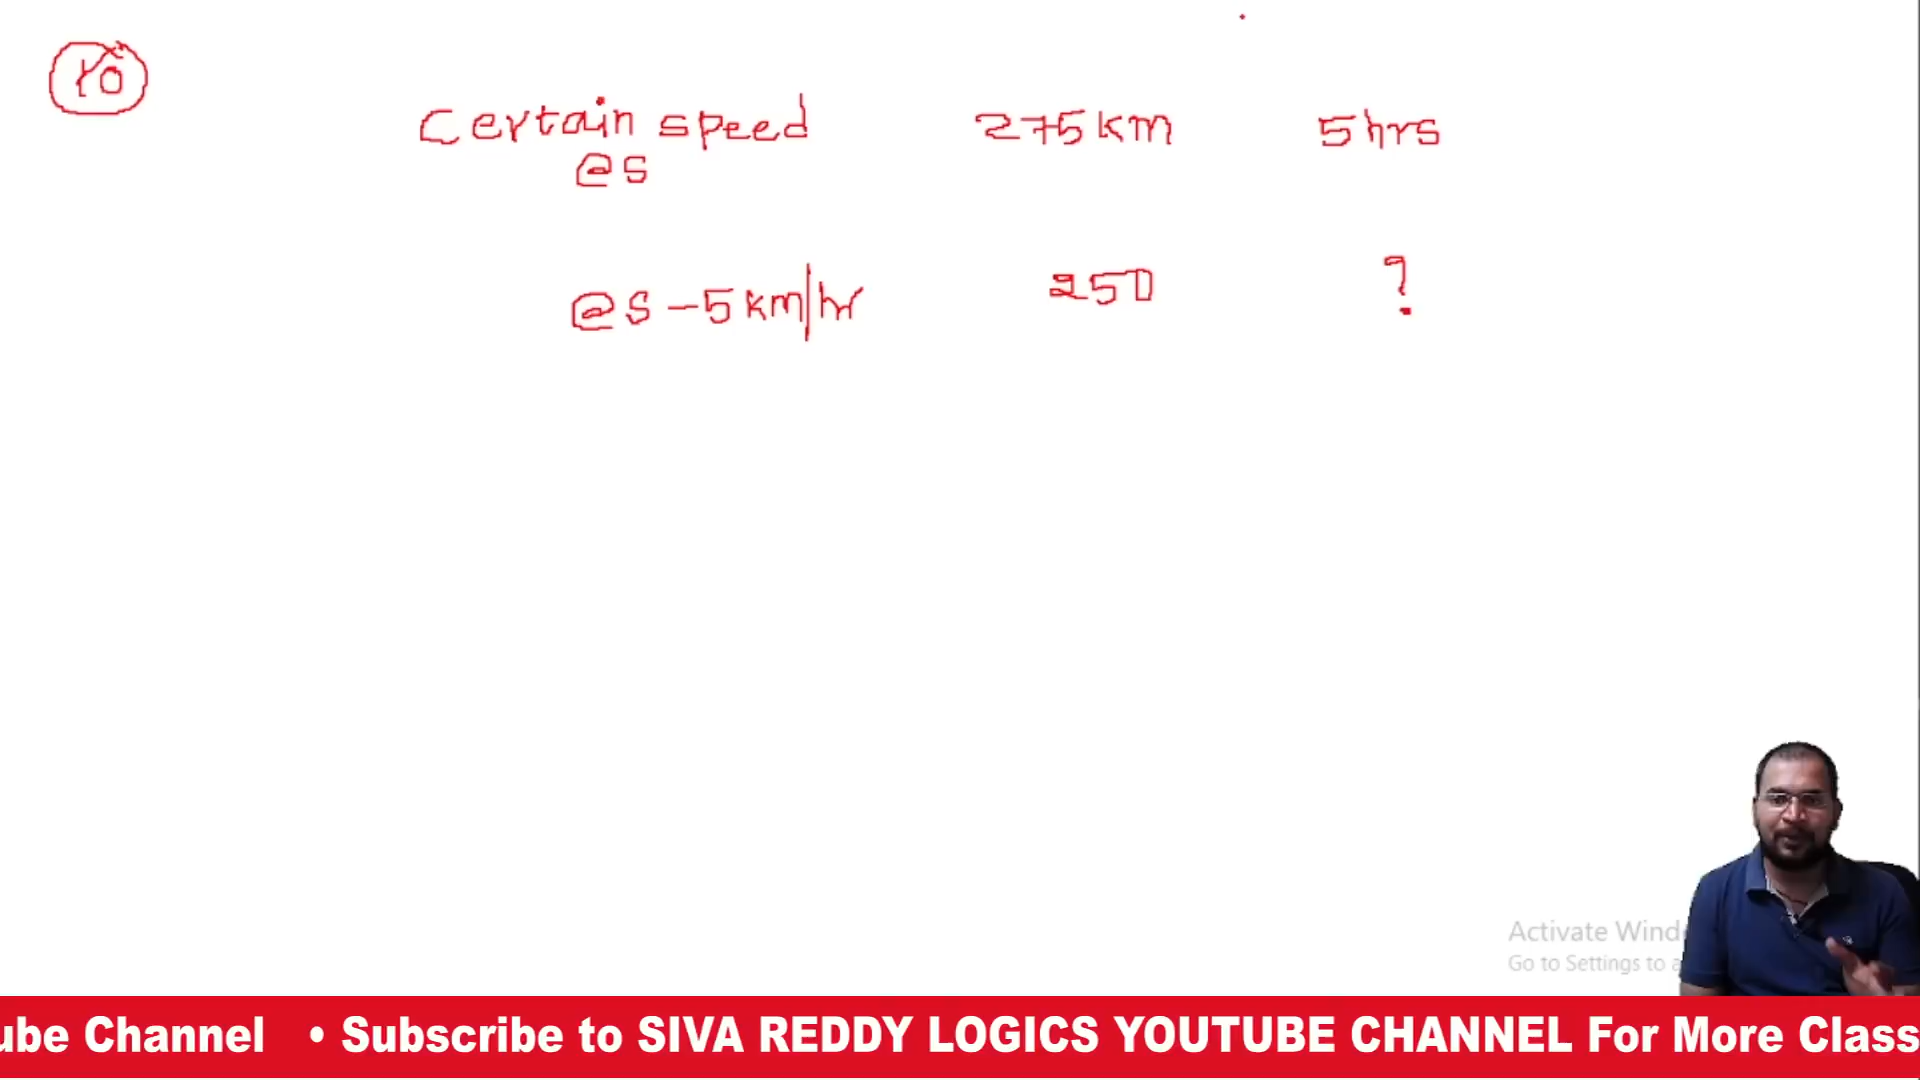 10
Certain speed 275 km 5 hrs
@ S
@ S - 5 km/hr 250 ?
Activate Wind
Go to Settings to a
ube Channel • Subscribe to SIVA REDDY LOGICS YOUTUBE CHANNEL For More Class